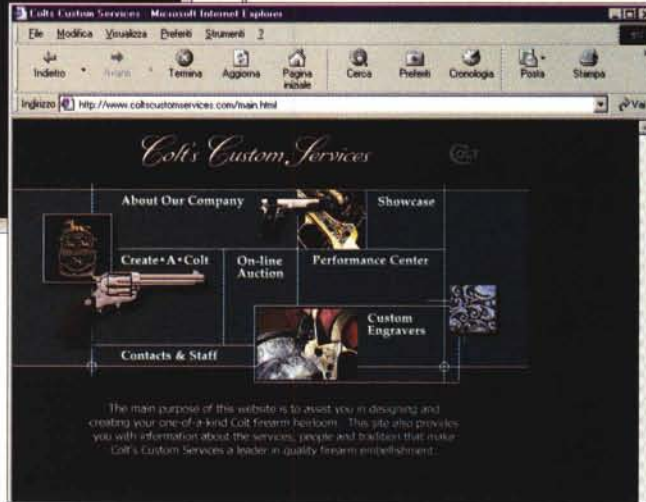 Colts Custom Services - Microsoft Internet Explorer
File Modifica Visualizza Preferiti Strumenti ?
Indietro Avanti Termina Aggiorna Pagina iniziale Cerca Preferiti Cronologia Posta Stampa
Indirizzo http://www.coltscustomservices.com/main.html Vai
Colt's Custom Services COLT
About Our Company Showcase
Create•A•Colt On-line Auction Performance Center
Custom Engravers
Contacts & Staff
The main purpose of this website is to assist you in designing and
creating your one-of-a-kind Colt firearm heirloom. This site also provides
you with information about the services, people and tradition that make
Colt's Custom Services a leader in quality firearm embellishment.